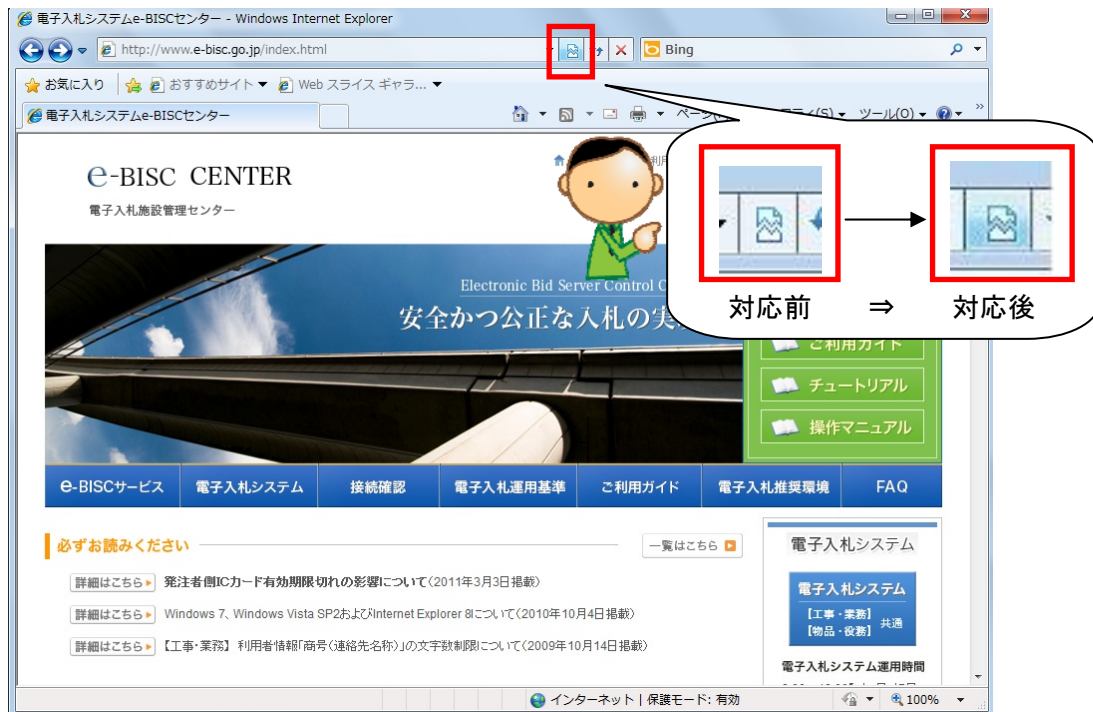 電子入札システムe-BISCセンター - Windows Internet Explorer
http://www.e-bisc.go.jp/index.html
Bing
お気に入り
おすすめサイト
Web スライス ギャラ...
電子入札システムe-BISCセンター
ツール(O)
e-BISC CENTER
電子入札施設管理センター
対応前 ⇒ 対応後
Electronic Bid Server Control
安全かつ公正な入札の
ご利用ガイド
チュートリアル
操作マニュアル
e-BISCサービス
電子入札システム
接続確認
電子入札運用基準
ご利用ガイド
電子入札推奨環境
FAQ
必ずお読みください
一覧はこちら
詳細はこちら 発注者側ICカード有効期限切れの影響について(2011年3月3日掲載)
詳細はこちら Windows 7、Windows Vista SP2およびInternet Explorer 8について(2010年10月4日掲載)
詳細はこちら 【工事・業務】 利用者情報「商号(連絡先名称)」の文字数制限について(2009年10月14日掲載)
電子入札システム
電子入札システム
【工事・業務】
【物品・役務】
共通
電子入札システム運用時間
インターネット | 保護モード: 有効
100%